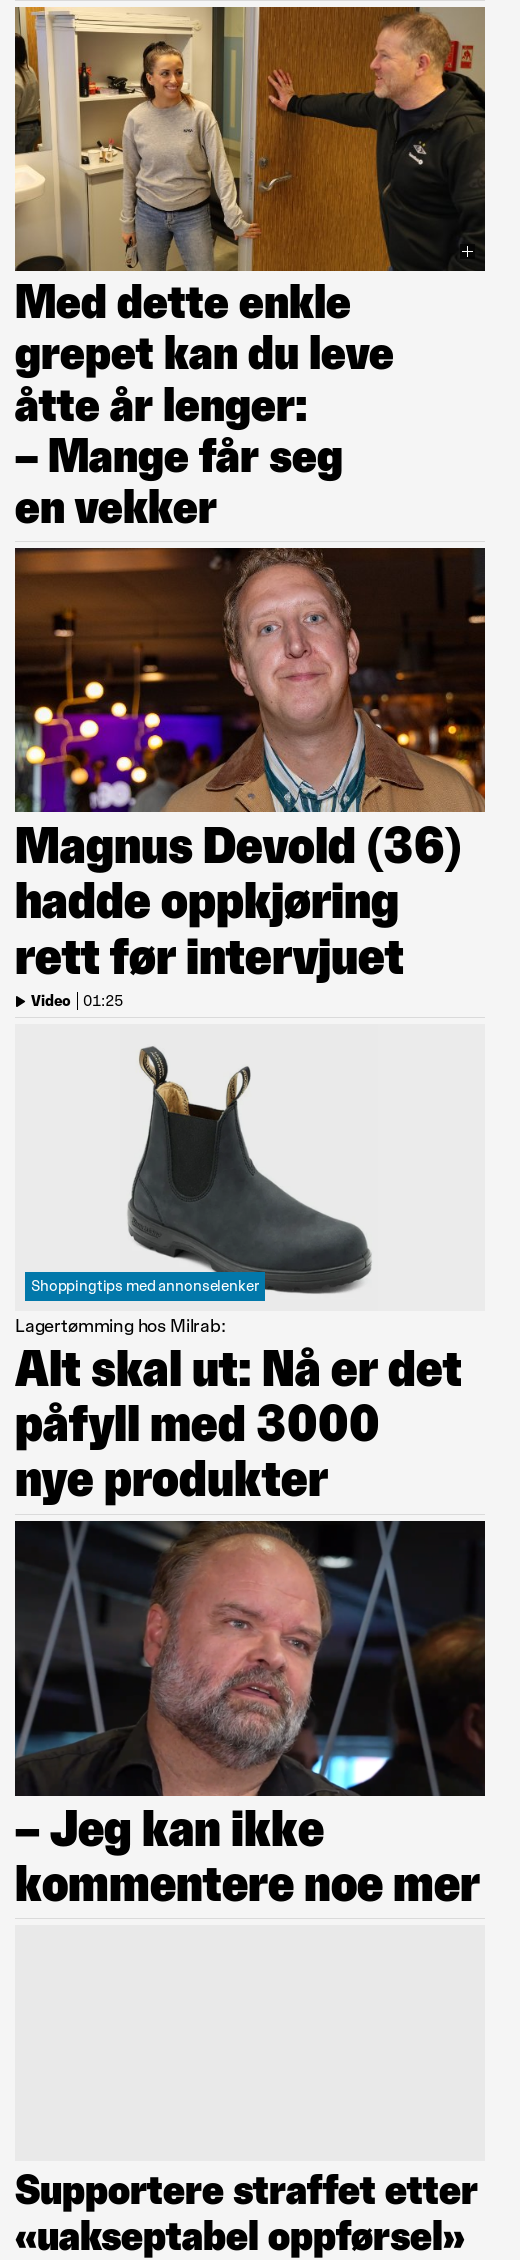 Med dette enkle
grepet kan du leve
åtte år lenger:
– Mange får seg
en vekker
Magnus Devold (36)
hadde oppkjøring
rett før intervjuet
Video | 01:25
Shoppingtips med annonselenker
Lagertømming hos Milrab:
Alt skal ut: Nå er det
påfyll med 3000
nye produkter
– Jeg kan ikke
kommentere noe mer
Supportere straffet etter
«uakseptabel oppførsel»